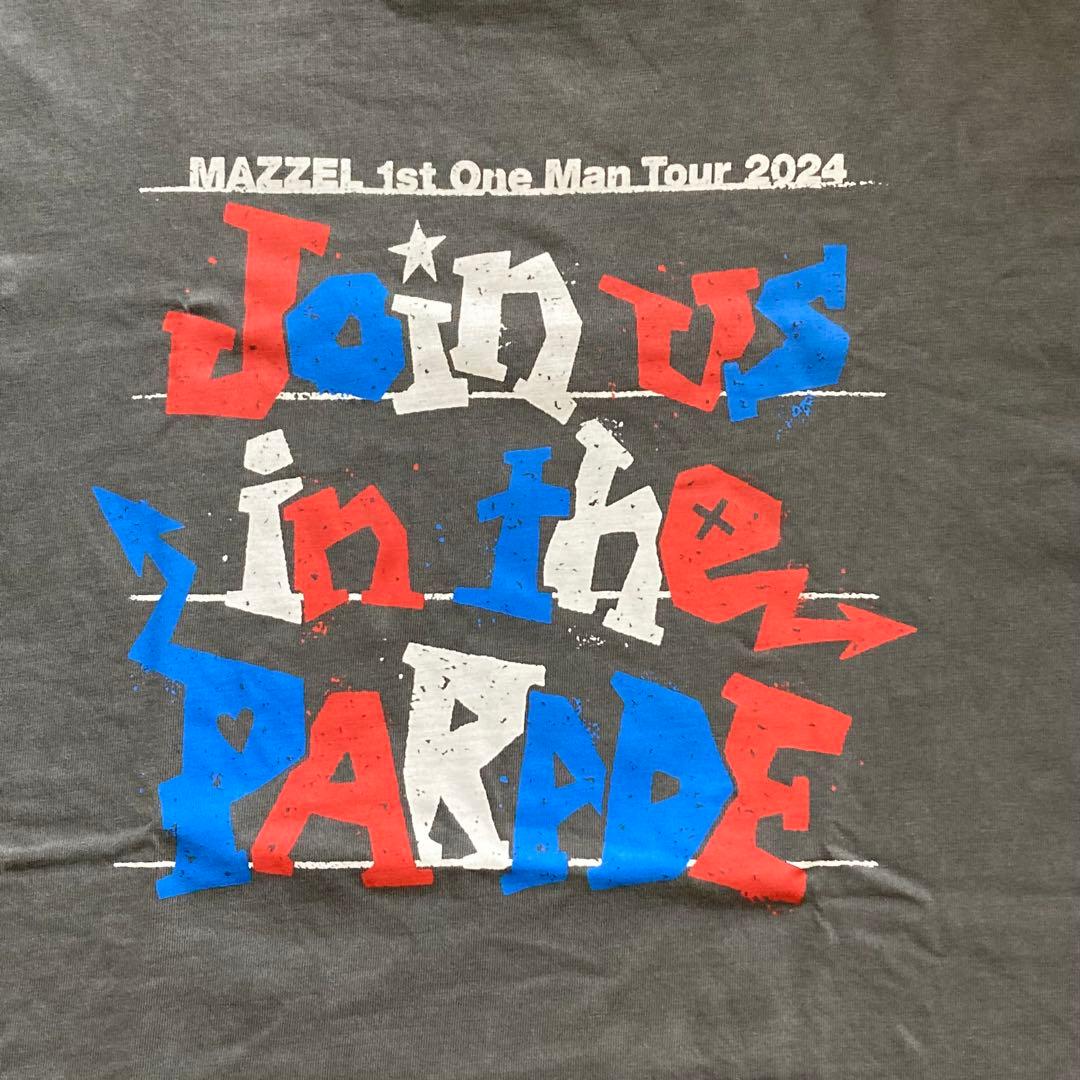 MAZZEL 1st One Man Tour 2024
Join us
in the
PARADE